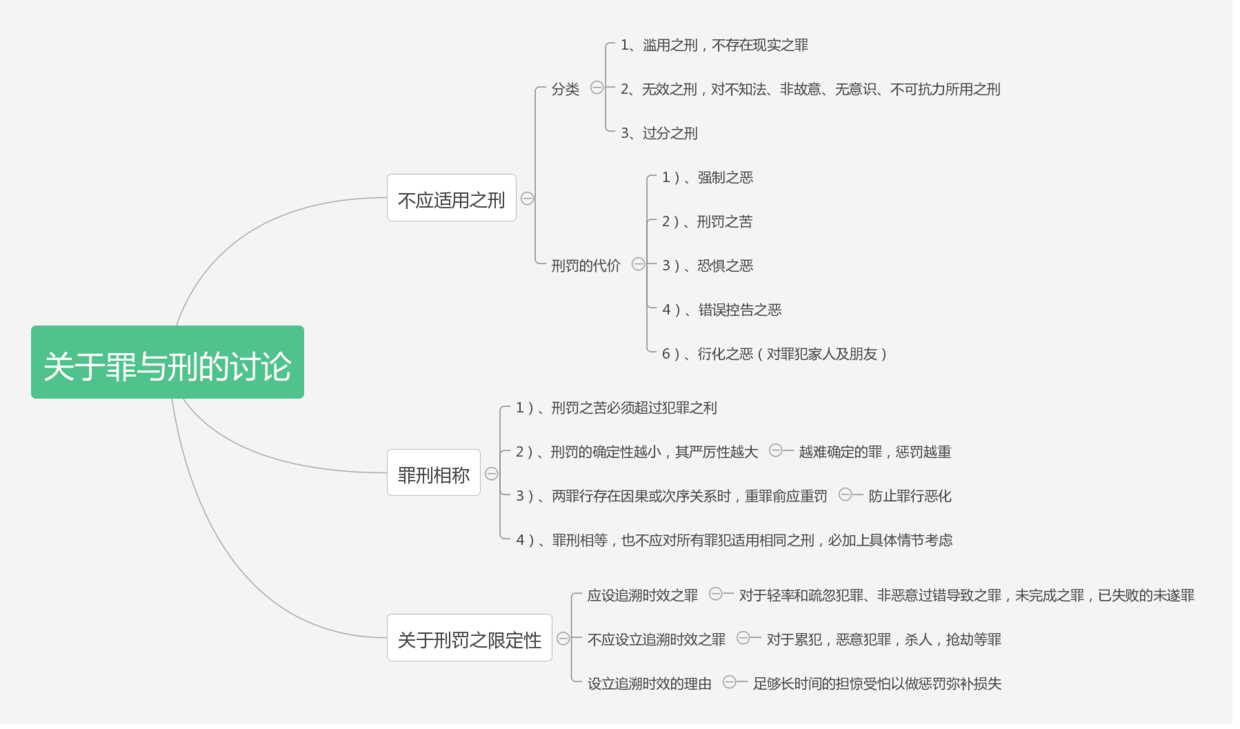 关于罪与刑的讨论
不应适用之刑
分类
1、滥用之刑，不存在现实之罪
2、无效之刑，对不知法、非故意、无意识、不可抗力所用之刑
3、过分之刑
刑罚的代价
1）、强制之恶
2）、刑罚之苦
3）、恐惧之恶
4）、错误控告之恶
6）、衍化之恶（对罪犯家人及朋友）
罪刑相称
1）、刑罚之苦必须超过犯罪之利
2）、刑罚的确定性越小，其严厉性越大
越难确定的罪，惩罚越重
3）、两罪行存在因果或次序关系时，重罪俞应重罚
防止罪行恶化
4）、罪刑相等，也不应对所有罪犯适用相同之刑，必加上具体情节考虑
关于刑罚之限定性
应设追溯时效之罪
对于轻率和疏忽犯罪、非恶意过错导致之罪，未完成之罪，已失败的未遂罪
不应设立追溯时效之罪
对于累犯，恶意犯罪，杀人，抢劫等罪
设立追溯时效的理由
足够长时间的担惊受怕以做惩罚弥补损失